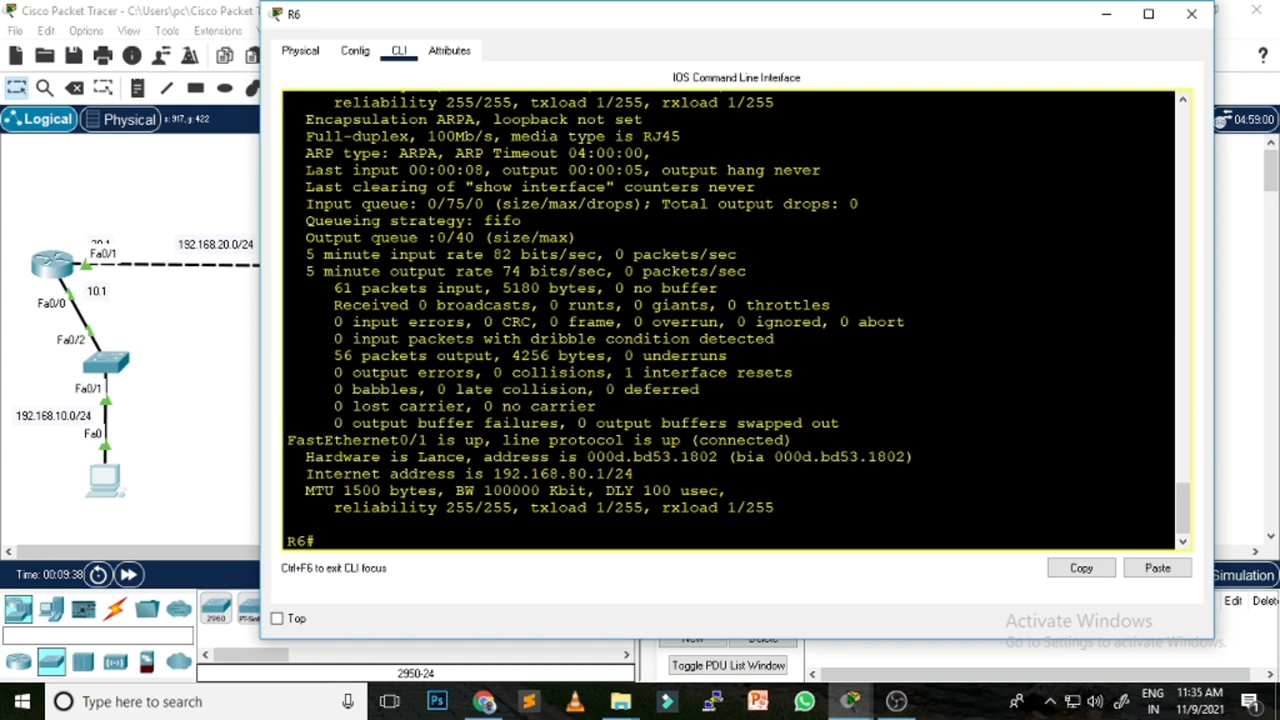 Cisco Packet Tracer - C:\Users\pc\Cisco Packet T
File Edit Options View Tools Extensions
Logical
Physical
x: 917, y: 422
04:59:00
192.168.20.0/24
Fa0/1
10.1
Fa0/0
Fa0/2
Fa0/1
192.168.10.0/24
Fa0
R6
Physical Config CLI Attributes
IOS Command Line Interface
reliability 255/255, txload 1/255, rxload 1/255
Encapsulation ARPA, loopback not set
Full-duplex, 100Mb/s, media type is RJ45
ARP type: ARPA, ARP Timeout 04:00:00,
Last input 00:00:08, output 00:00:05, output hang never
Last clearing of "show interface" counters never
Input queue: 0/75/0 (size/max/drops); Total output drops: 0
Queueing strategy: fifo
Output queue :0/40 (size/max)
5 minute input rate 82 bits/sec, 0 packets/sec
5 minute output rate 74 bits/sec, 0 packets/sec
61 packets input, 5180 bytes, 0 no buffer
Received 0 broadcasts, 0 runts, 0 giants, 0 throttles
0 input errors, 0 CRC, 0 frame, 0 overrun, 0 ignored, 0 abort
0 input packets with dribble condition detected
56 packets output, 4256 bytes, 0 underruns
0 output errors, 0 collisions, 1 interface resets
0 babbles, 0 late collision, 0 deferred
0 lost carrier, 0 no carrier
0 output buffer failures, 0 output buffers swapped out
FastEthernet0/1 is up, line protocol is up (connected)
Hardware is Lance, address is 000d.bd53.1802 (bia 000d.bd53.1802)
Internet address is 192.168.80.1/24
MTU 1500 bytes, BW 100000 Kbit, DLY 100 usec,
reliability 255/255, txload 1/255, rxload 1/255
R6#
Ctrl+F6 to exit CLI focus
Copy
Paste
Top
Time: 00:09:38
Simulation
2960
Edit
Delete
New
Toggle PDU List Window
2950-24
Activate Windows
Go to Settings to activate Windows.
Type here to search
ENG
IN
11:35 AM
11/9/2021